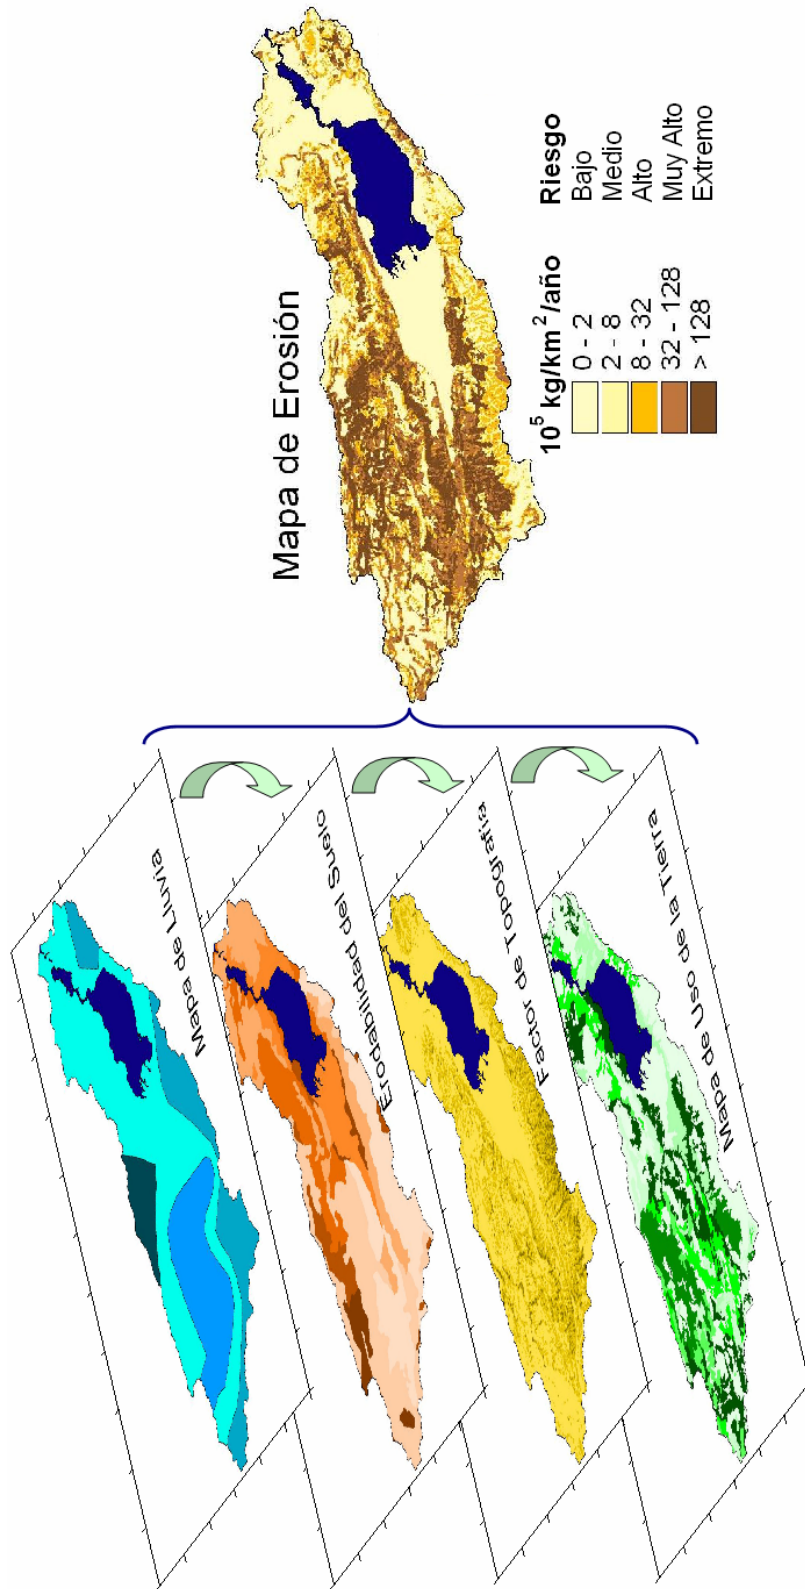 Mapa de Lluvia
Erodabilidad del Suelo
Factor de Topografía
Mapa de Uso de la Tierra
Mapa de Erosión
10⁵ kg/km²/año Riesgo
0 - 2 Bajo
2 - 8 Medio
8 - 32 Alto
32 - 128 Muy Alto
> 128 Extremo